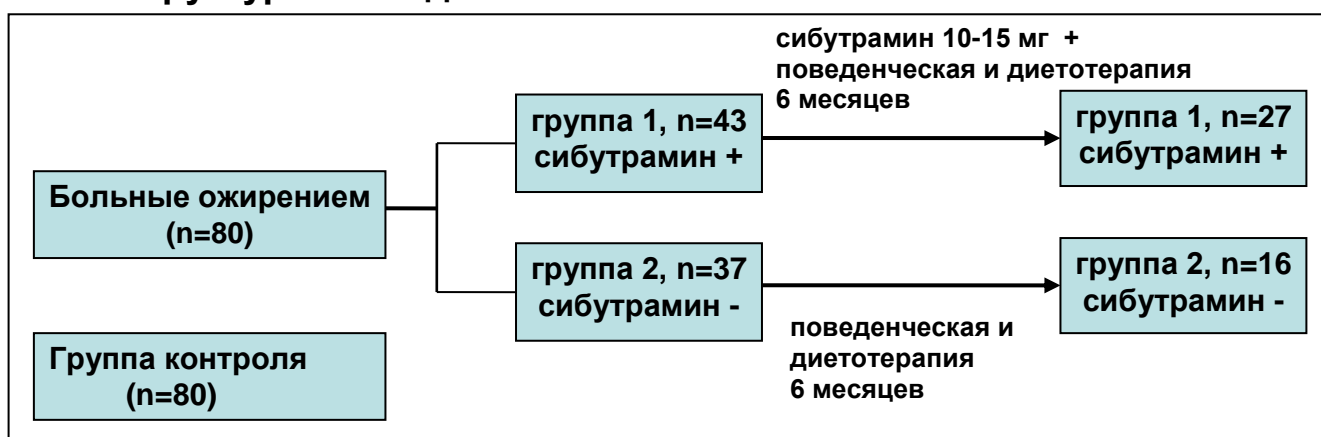 сибутрамин 10-15 мг +
поведенческая и диетотерапия
6 месяцев
группа 1, n=43
сибутрамин +
группа 1, n=27
сибутрамин +
Больные ожирением
(n=80)
группа 2, n=37
сибутрамин -
группа 2, n=16
сибутрамин -
Группа контроля
(n=80)
поведенческая и
диетотерапия
6 месяцев